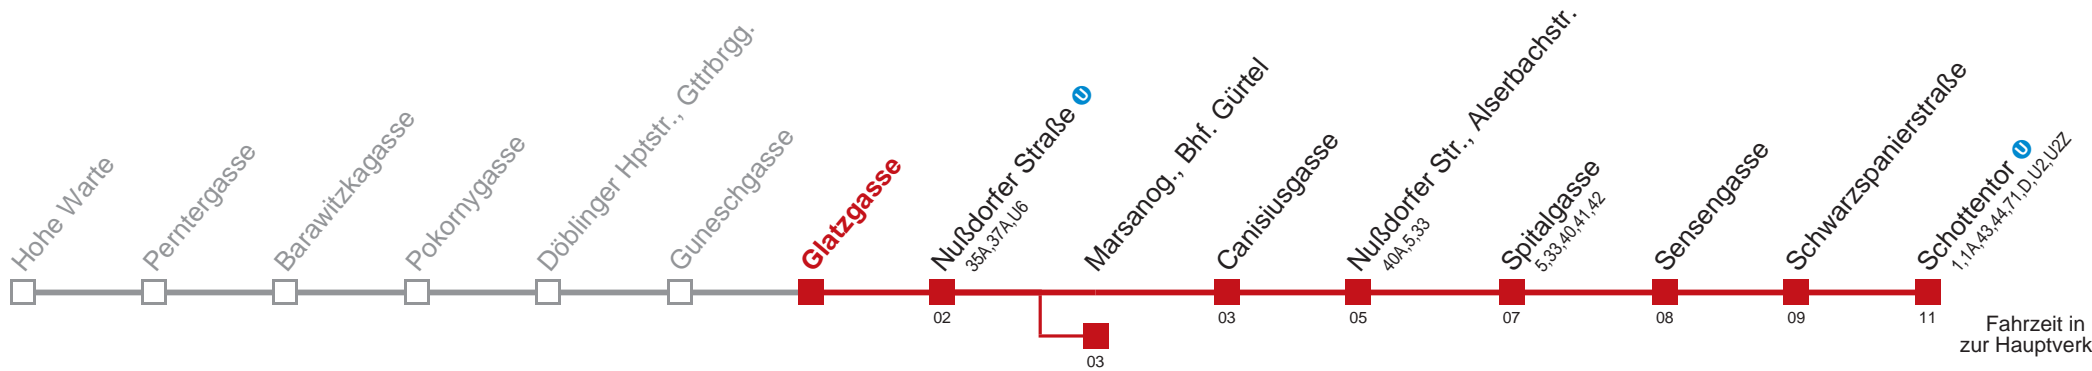 Hohe Warte
Perntergasse
Barawitzkagasse
Pokornygasse
Döblinger Hptstr., Gttrbrgg.
Guneschgasse
Glatzgasse
Nußdorfer Straße U
35A,37A,U6
Marsanog., Bhf. Gürtel
Canisiusgasse
Nußdorfer Str., Alserbachstr.
40A,5,33
Spitalgasse
5,33,40,41,42
Sensengasse
Schwarzspanierstraße
Schottentor U
1,1A,43,44,71,D,U2,U2Z
02
03
03
05
07
08
09
11
Fahrzeit in
zur Hauptverk